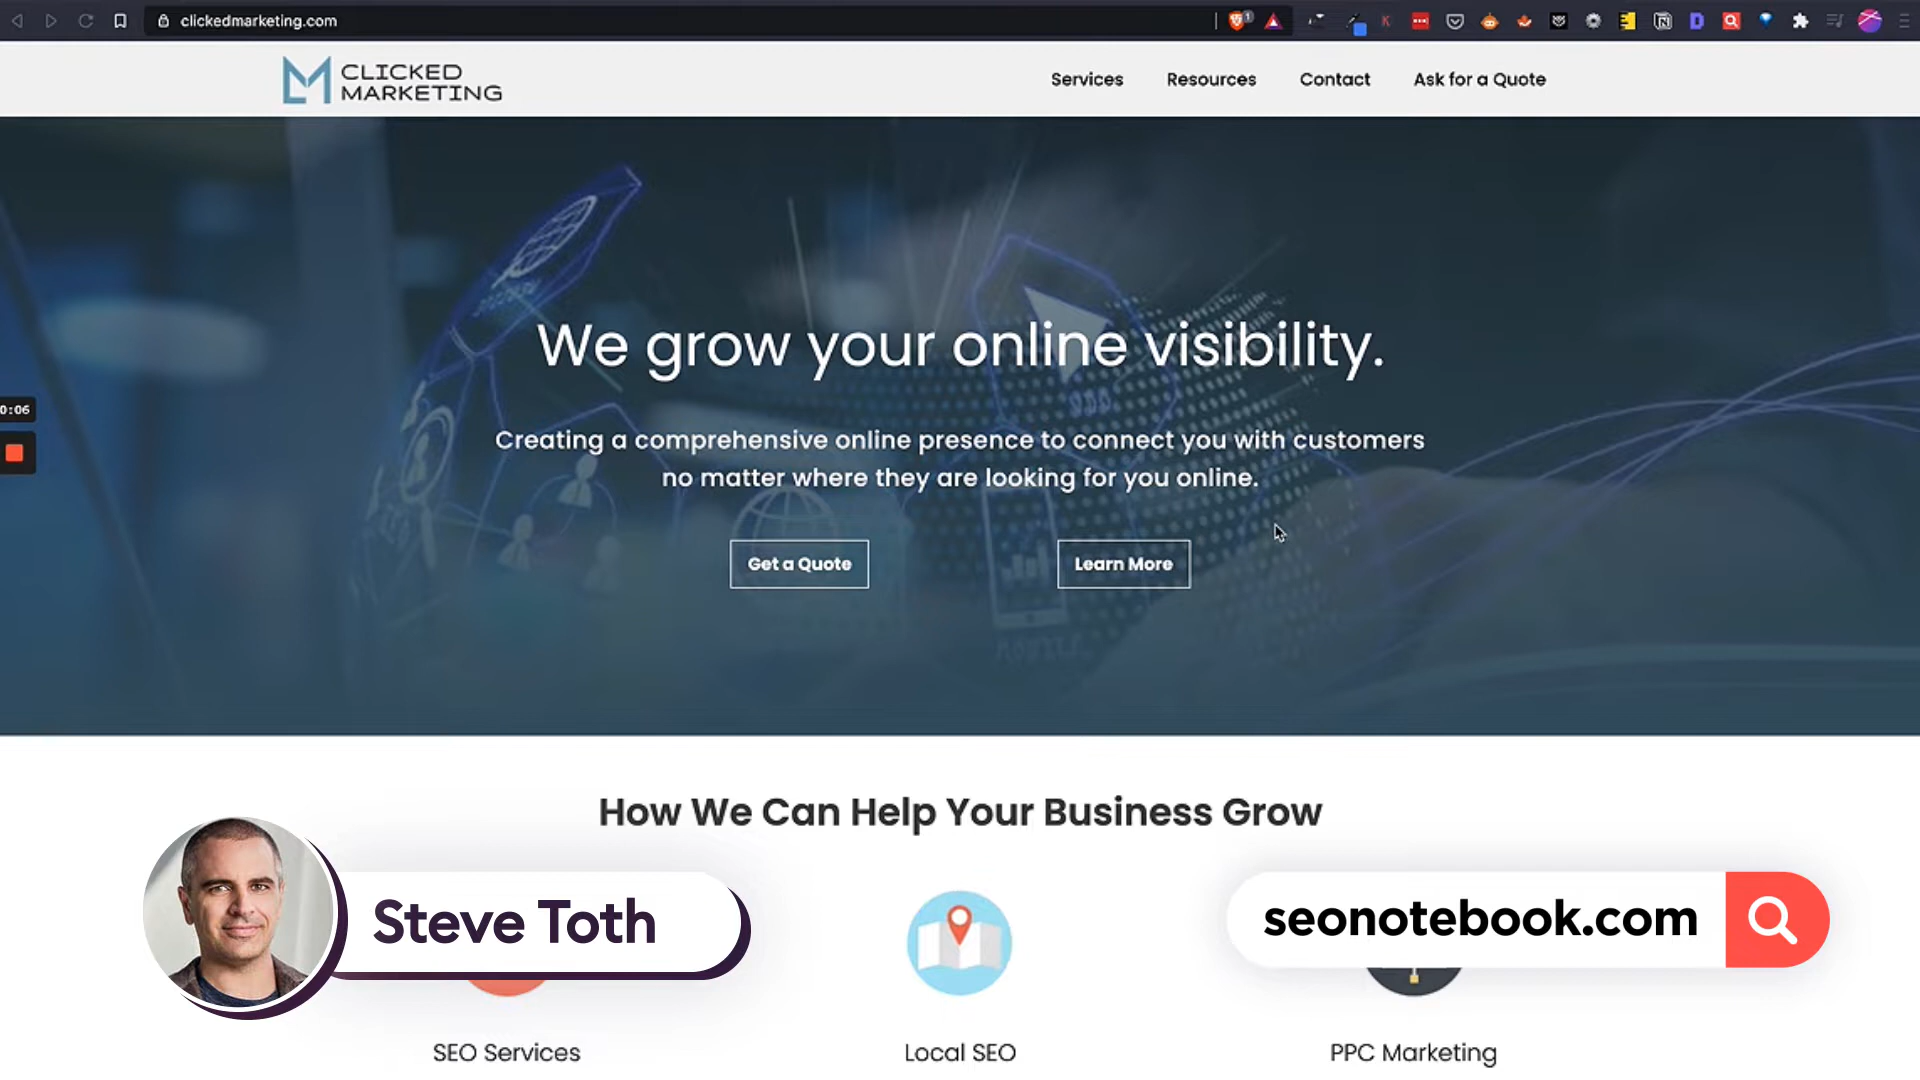 clickedmarketing.com
CLICKED
MARKETING
Services
Resources
Contact
Ask for a Quote
We grow your online visibility.
Creating a comprehensive online presence to connect you with customers
no matter where they are looking for you online.
0:06
Get a Quote
Learn More
How We Can Help Your Business Grow
Steve Toth
seonotebook.com
SEO Services
Local SEO
PPC Marketing